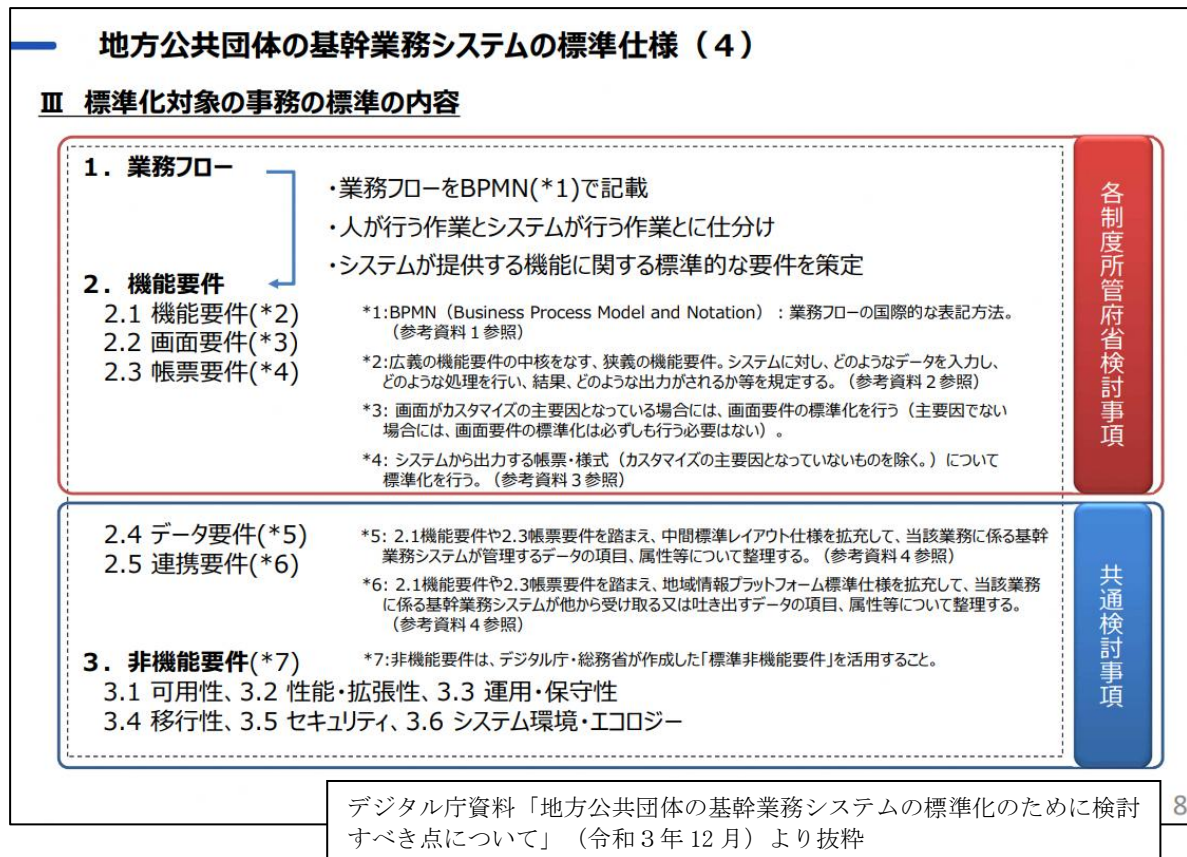 地方公共団体の基幹業務システムの標準仕様（４）
Ⅲ 標準化対象の事務の標準の内容
１．業務フロー
・業務フローをBPMN(*1)で記載
・人が行う作業とシステムが行う作業とに仕分け
・システムが提供する機能に関する標準的な要件を策定
２．機能要件
2.1 機能要件(*2)
2.2 画面要件(*3)
2.3 帳票要件(*4)
*1:BPMN（Business Process Model and Notation）：業務フローの国際的な表記方法。
（参考資料１参照）
*2:広義の機能要件の中核をなす、狭義の機能要件。システムに対し、どのようなデータを入力し、
どのような処理を行い、結果、どのような出力がされるか等を規定する。（参考資料２参照）
*3: 画面がカスタマイズの主要因となっている場合には、画面要件の標準化を行う（主要因でない
場合には、画面要件の標準化は必ずしも行う必要はない）。
*4: システムから出力する帳票・様式（カスタマイズの主要因となっていないものを除く。）について
標準化を行う。（参考資料３参照）
各制度所管府省検討事項
2.4 データ要件(*5)
2.5 連携要件(*6)
*5: 2.1機能要件や2.3帳票要件を踏まえ、中間標準レイアウト仕様を拡充して、当該業務に係る基幹
業務システムが管理するデータの項目、属性等について整理する。（参考資料４参照）
*6: 2.1機能要件や2.3帳票要件を踏まえ、地域情報プラットフォーム標準仕様を拡充して、当該業務
に係る基幹業務システムが他から受け取る又は吐き出すデータの項目、属性等について整理する。
（参考資料４参照）
３．非機能要件(*7)
*7:非機能要件は、デジタル庁・総務省が作成した「標準非機能要件」を活用すること。
3.1 可用性、3.2 性能・拡張性、3.3 運用・保守性
3.4 移行性、3.5 セキュリティ、3.6 システム環境・エコロジー
共通検討事項
デジタル庁資料「地方公共団体の基幹業務システムの標準化のために検討
すべき点について」（令和３年 12 月）より抜粋
8